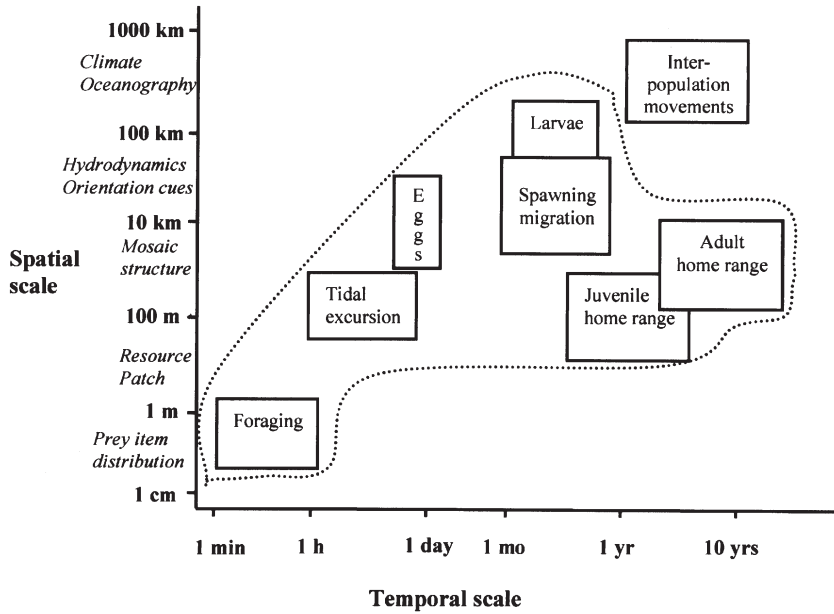 1000 km
Climate
Oceanography
100 km
Hydrodynamics
Orientation cues
10 km
Mosaic
structure
Spatial
scale
100 m
Resource
Patch
1 m
Prey item
distribution
1 cm
Inter-
population
movements
Larvae
Spawning
migration
E
g
g
s
Adult
home range
Tidal
excursion
Juvenile
home range
Foraging
1 min
1 h
1 day
1 mo
1 yr
10 yrs
Temporal scale